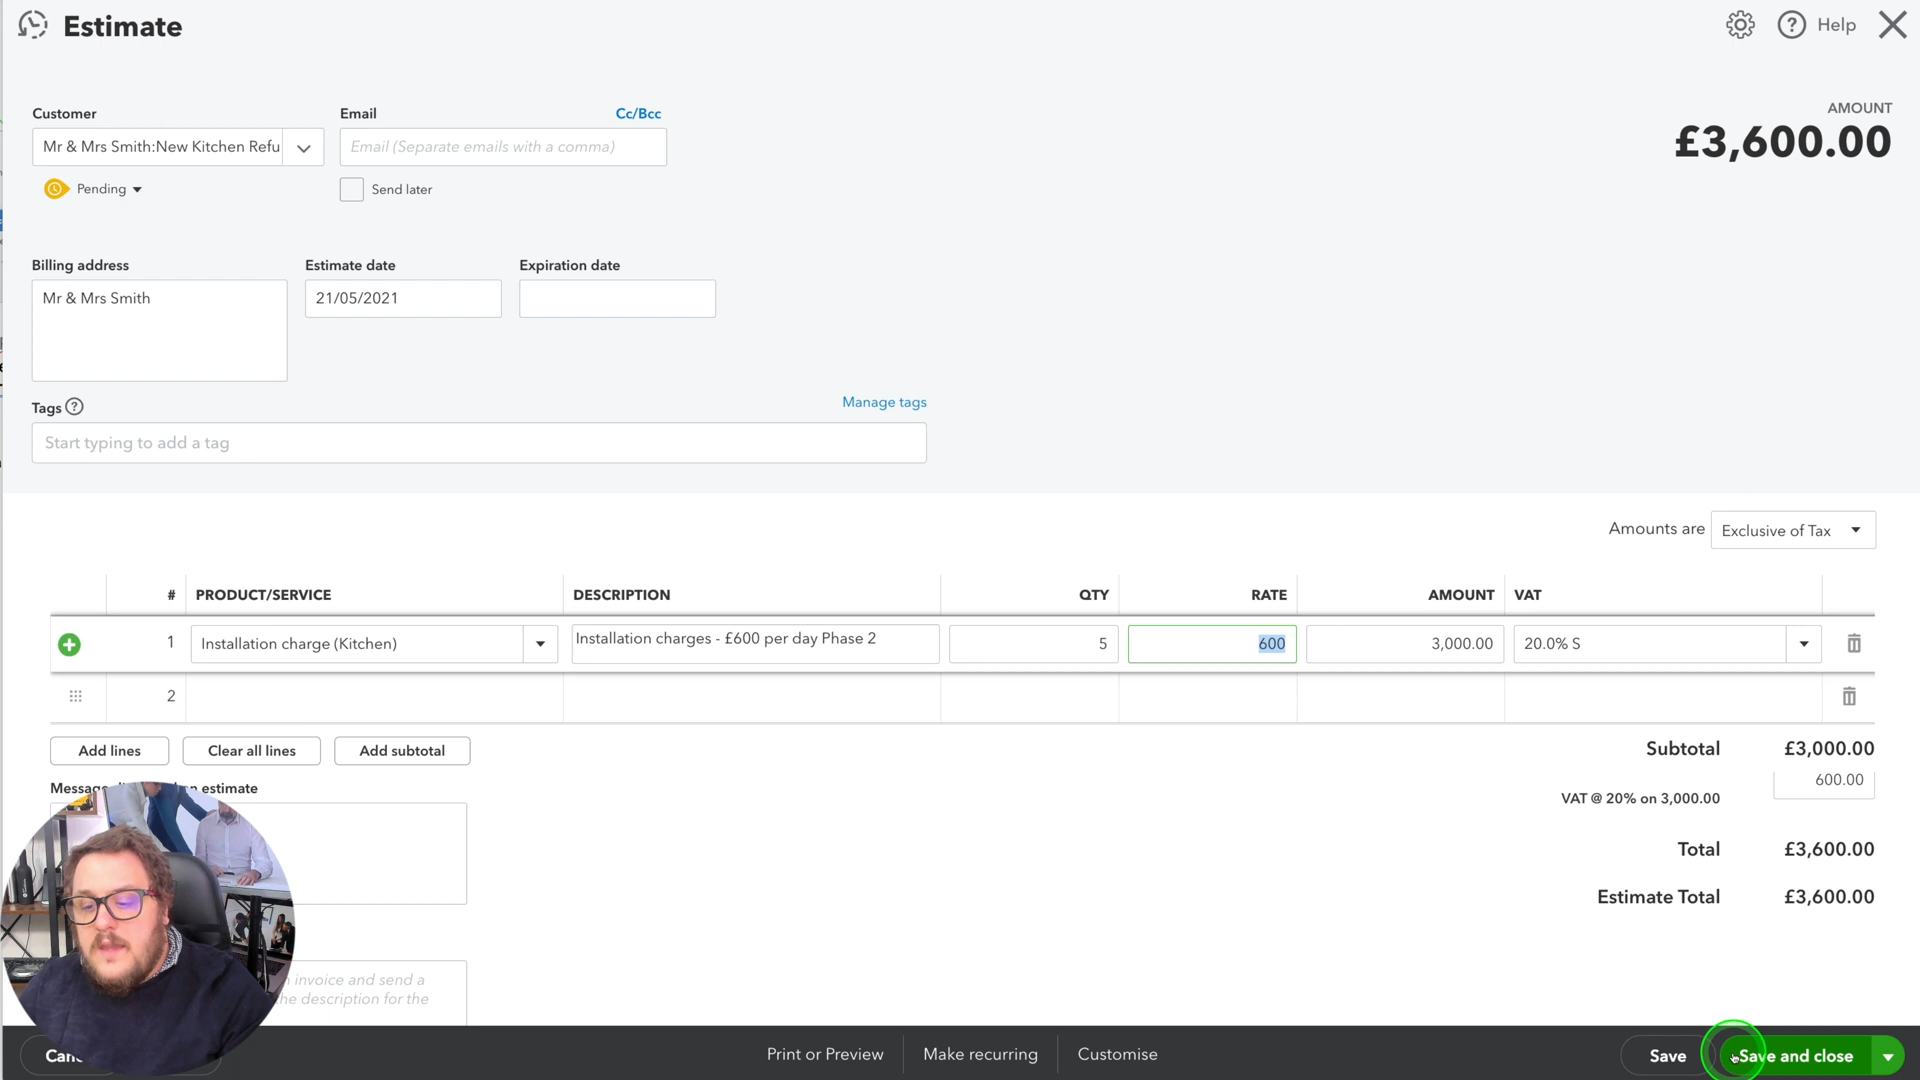 Estimate
Help
Customer
Email
Cc/Bcc
AMOUNT
£3,600.00
Mr & Mrs Smith:New Kitchen Refu
Email (Separate emails with a comma)
Pending
Send later
Billing address
Estimate date
Expiration date
Mr & Mrs Smith
21/05/2021
Tags
Manage tags
Start typing to add a tag
Amounts are
Exclusive of Tax
# PRODUCT/SERVICE DESCRIPTION QTY RATE AMOUNT VAT
1 Installation charge (Kitchen) Installation charges - £600 per day Phase 2 5 600 3,000.00 20.0% S
2
Add lines
Clear all lines
Add subtotal
Subtotal £3,000.00
600.00
VAT @ 20% on 3,000.00
estimate
Total £3,600.00
Estimate Total £3,600.00
invoice and send a
description for the
Print or Preview
Make recurring
Customise
Save
Save and close